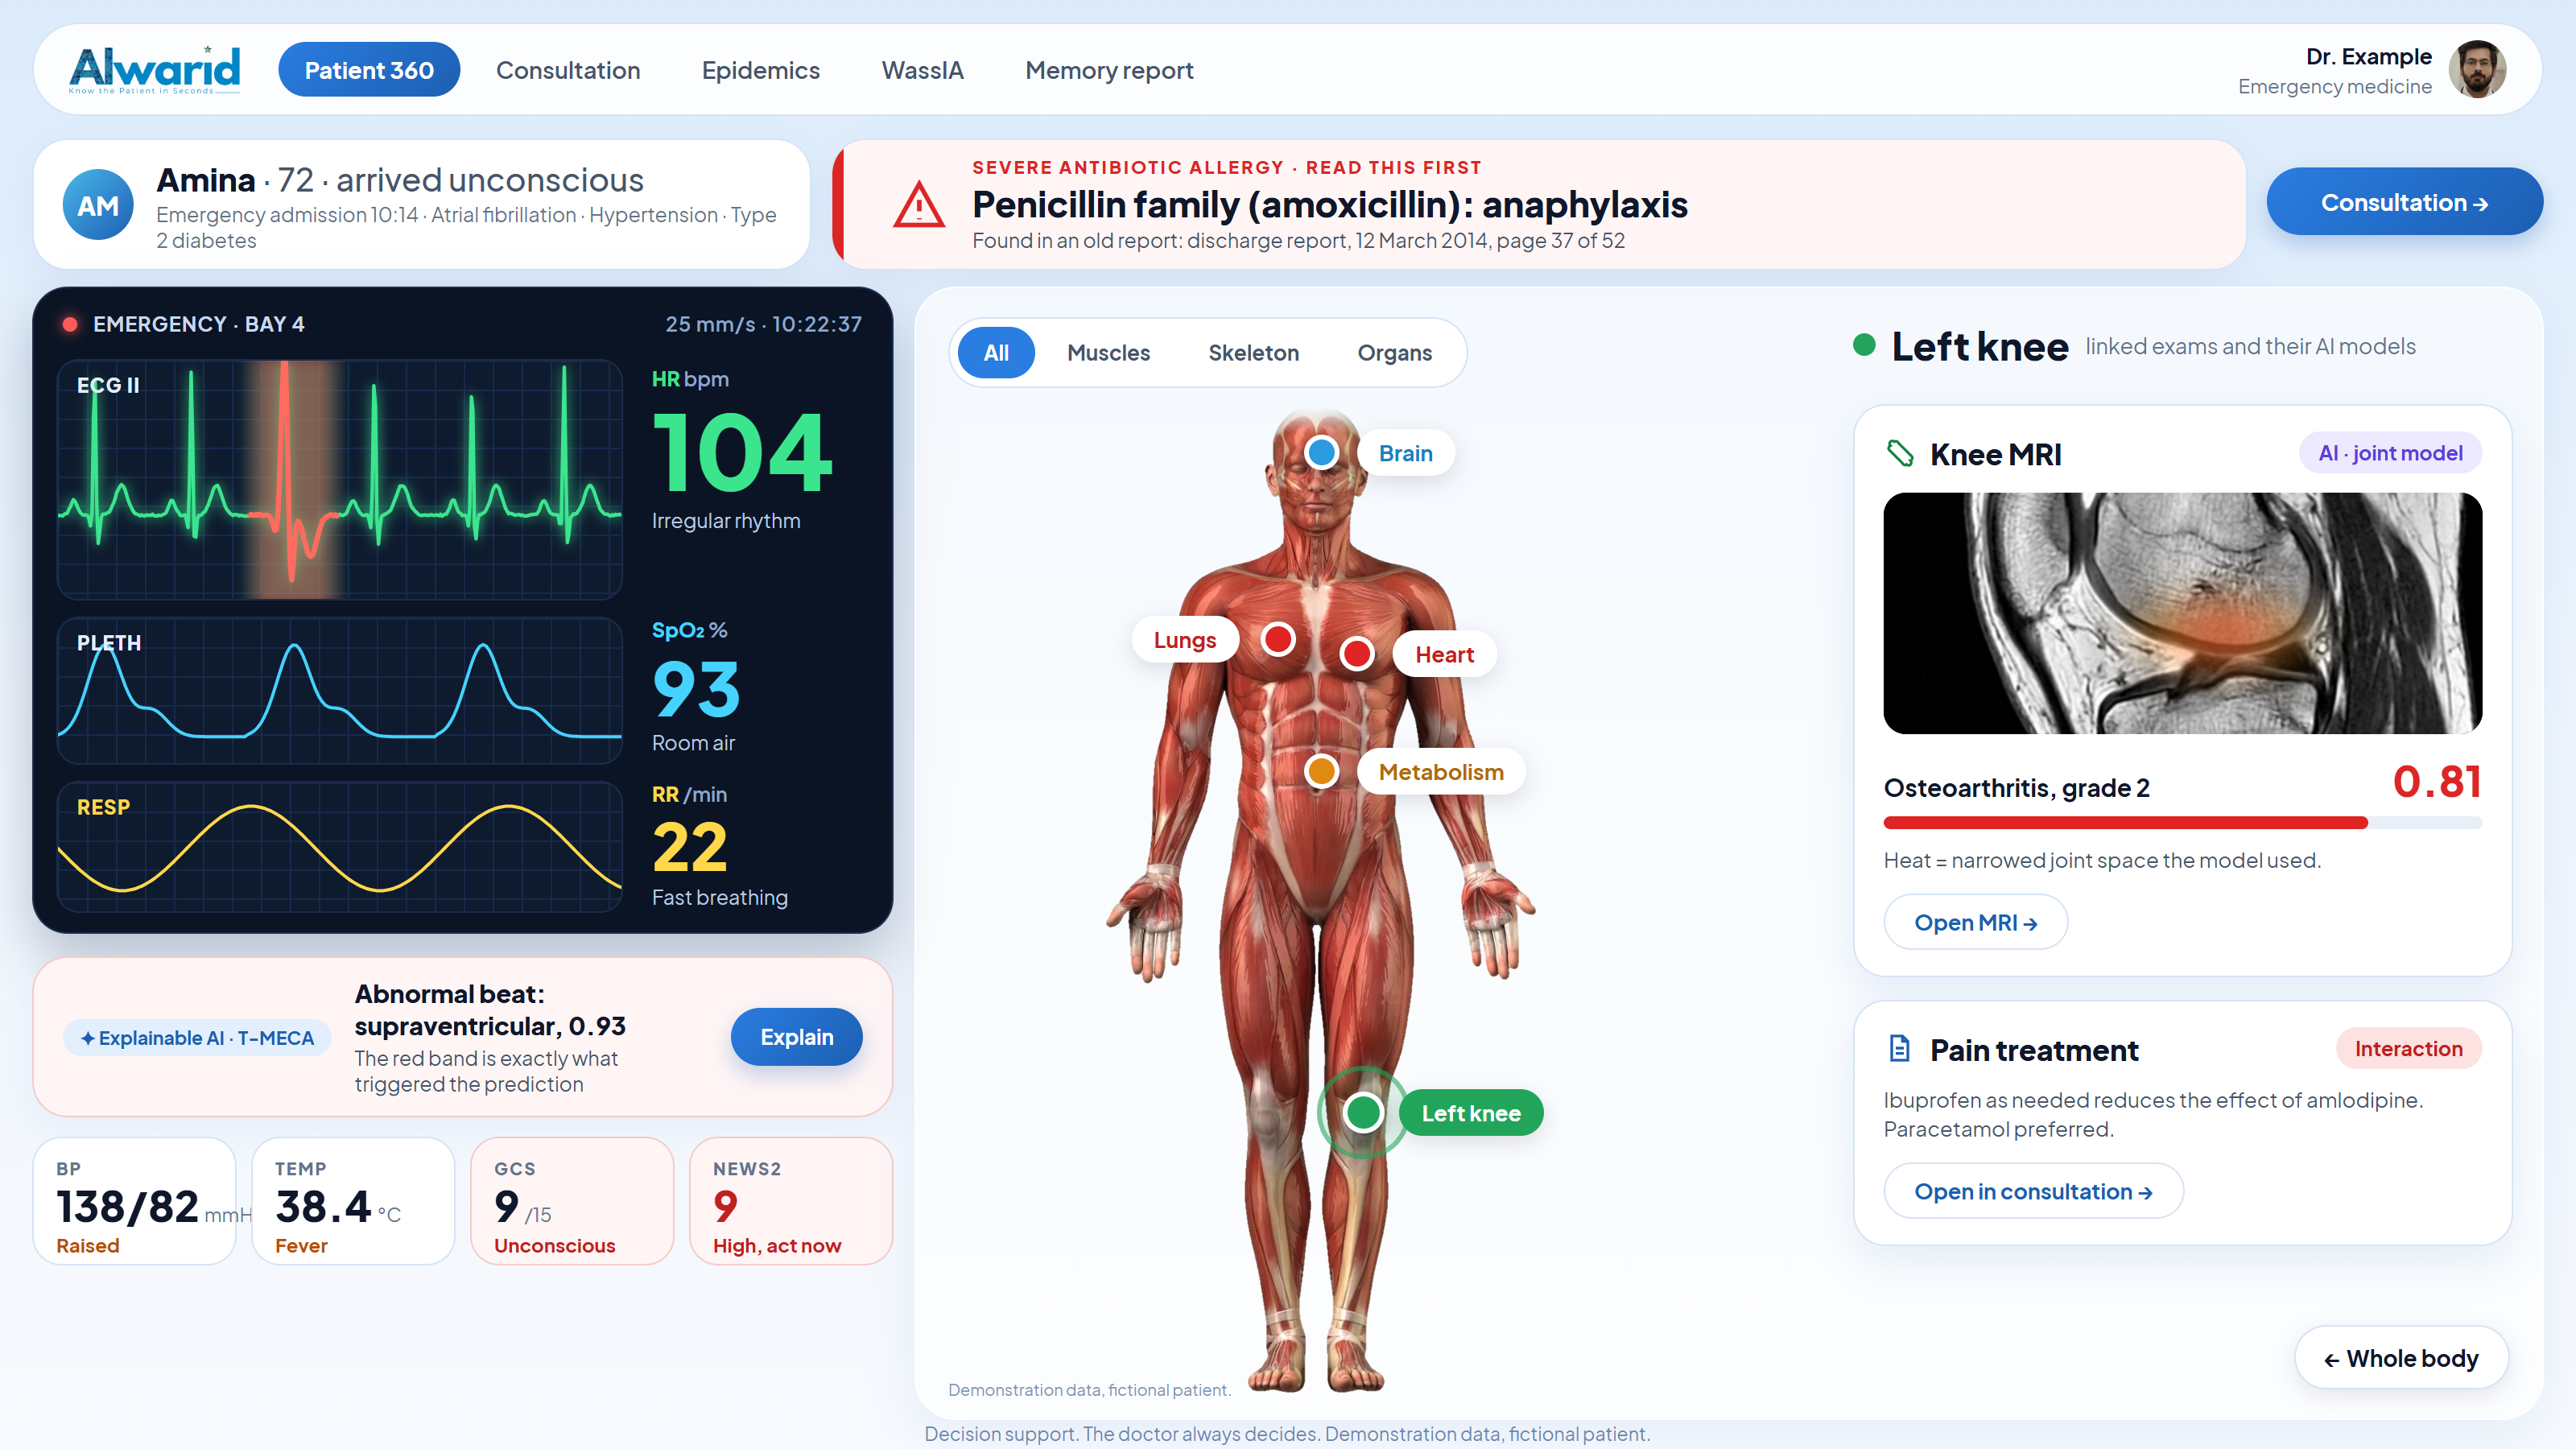 Alwarid
Know the Patient in Seconds
Patient 360
Consultation
Epidemics
WassIA
Memory report
Dr. Example
Emergency medicine
AM
Amina · 72 · arrived unconscious
Emergency admission 10:14 · Atrial fibrillation · Hypertension · Type
2 diabetes
SEVERE ANTIBIOTIC ALLERGY · READ THIS FIRST
Penicillin family (amoxicillin): anaphylaxis
Found in an old report: discharge report, 12 March 2014, page 37 of 52
Consultation →
EMERGENCY · BAY 4
25 mm/s · 10:22:37
ECG II
HR bpm
104
Irregular rhythm
PLETH
SpO₂ %
93
Room air
RESP
RR /min
22
Fast breathing
✦ Explainable AI · T-MECA
Abnormal beat:
supraventricular, 0.93
The red band is exactly what
triggered the prediction
Explain
BP
138/82 mmH
Raised
TEMP
38.4 °C
Fever
GCS
9 /15
Unconscious
NEWS2
9
High, act now
All
Muscles
Skeleton
Organs
Brain
Lungs
Heart
Metabolism
Left knee
Demonstration data, fictional patient.
Left knee linked exams and their AI models
Knee MRI
AI · joint model
Osteoarthritis, grade 2
0.81
Heat = narrowed joint space the model used.
Open MRI →
Pain treatment
Interaction
Ibuprofen as needed reduces the effect of amlodipine.
Paracetamol preferred.
Open in consultation →
← Whole body
Decision support. The doctor always decides. Demonstration data, fictional patient.